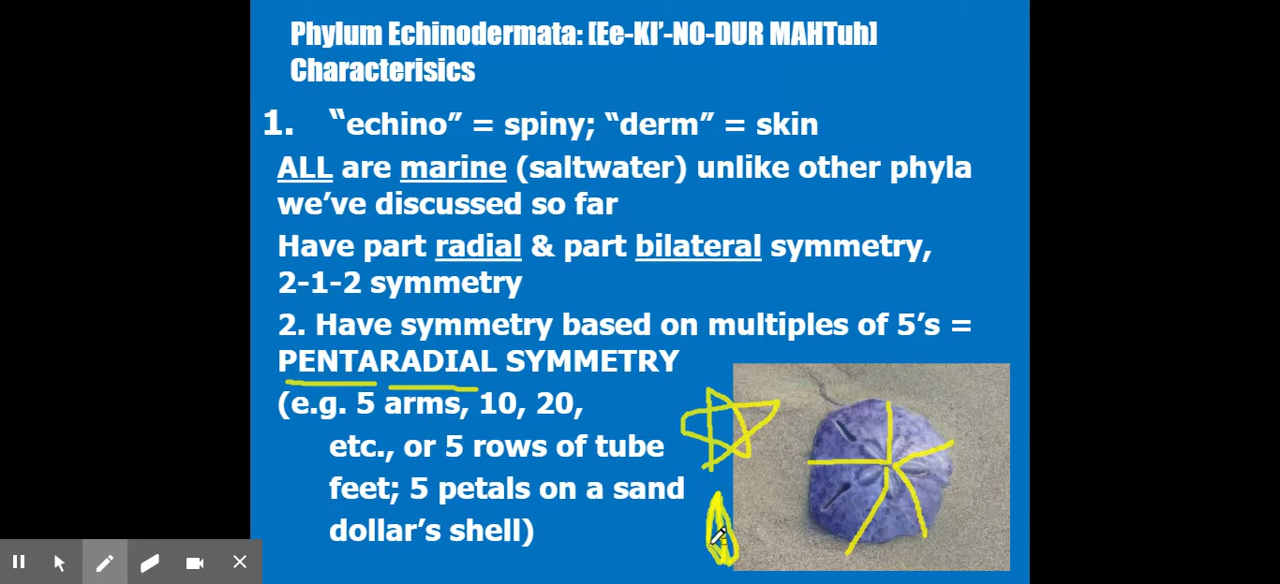 Phylum Echinodermata: [Ee-KI’-NO-DUR MAHTuh]
Characterisics
1. “echino” = spiny; “derm” = skin
ALL are marine (saltwater) unlike other phyla
we’ve discussed so far
Have part radial & part bilateral symmetry,
2-1-2 symmetry
2. Have symmetry based on multiples of 5’s =
PENTARADIAL SYMMETRY
(e.g. 5 arms, 10, 20,
etc., or 5 rows of tube
feet; 5 petals on a sand
dollar’s shell)